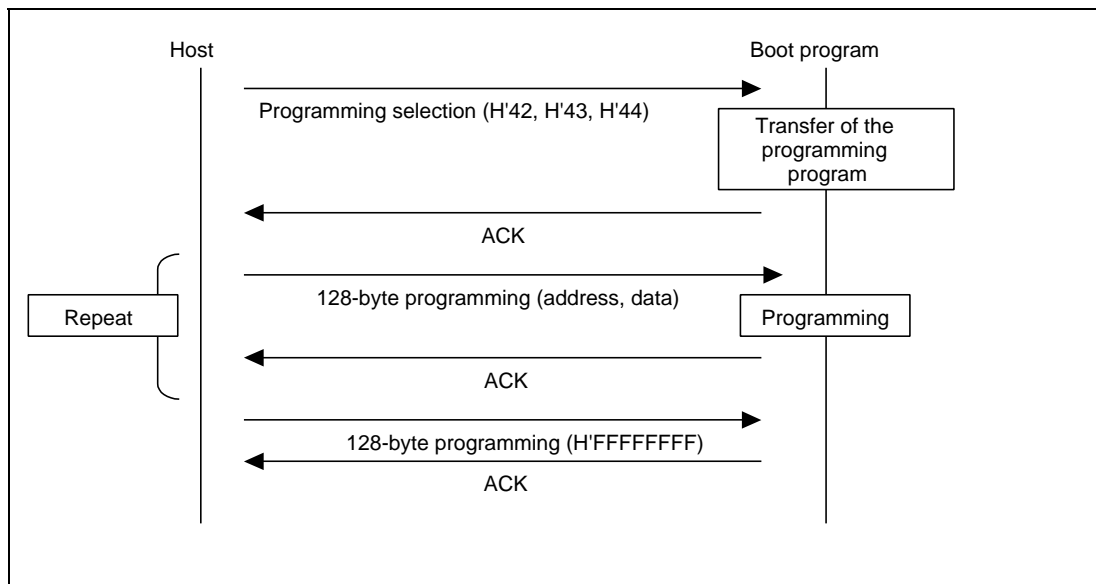 Host
Boot program
Programming selection (H'42, H'43, H'44)
Transfer of the
programming
program
ACK
128-byte programming (address, data)
Repeat
Programming
ACK
128-byte programming (H'FFFFFFFF)
ACK